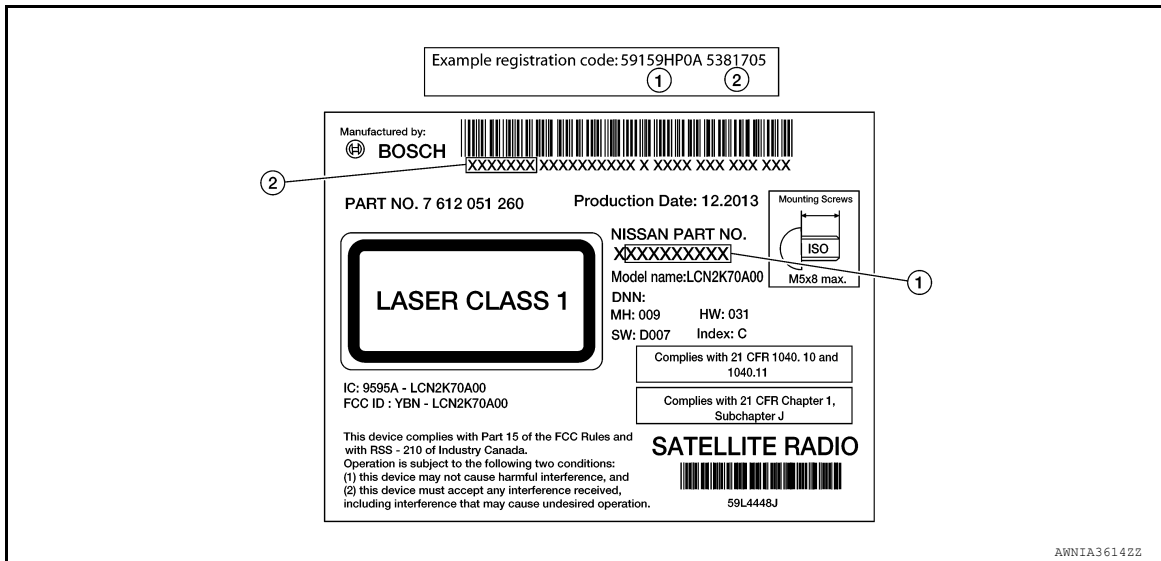 Example registration code: 59159HP0A 5381705
1 2
Manufactured by:
BOSCH
2
XXXXXXX XXXXXXXXXX X XXXX XXX XXX XXX
PART NO. 7 612 051 260
Production Date: 12.2013
Mounting Screws
ISO
M5x8 max.
NISSAN PART NO.
XXXXXXXXXX
1
Model name:LCN2K70A00
LASER CLASS 1
DNN:
MH: 009 HW: 031
SW: D007 Index: C
Complies with 21 CFR 1040. 10 and
1040.11
IC: 9595A - LCN2K70A00
FCC ID : YBN - LCN2K70A00
Complies with 21 CFR Chapter 1,
Subchapter J
This device complies with Part 15 of the FCC Rules and
with RSS - 210 of Industry Canada.
Operation is subject to the following two conditions:
(1) this device may not cause harmful interference, and
(2) this device must accept any interference received,
including interference that may cause undesired operation.
SATELLITE RADIO
59L4448J
AWNIA3614ZZ